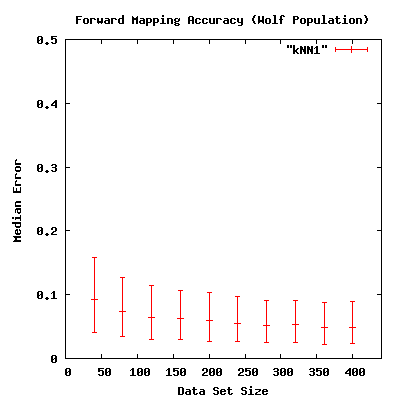 Forward Mapping Accuracy (Wolf Population)
0.5
"kNN1"
0.4
0.3
Median Error
0.2
0.1
0
0 50 100 150 200 250 300 350 400
Data Set Size